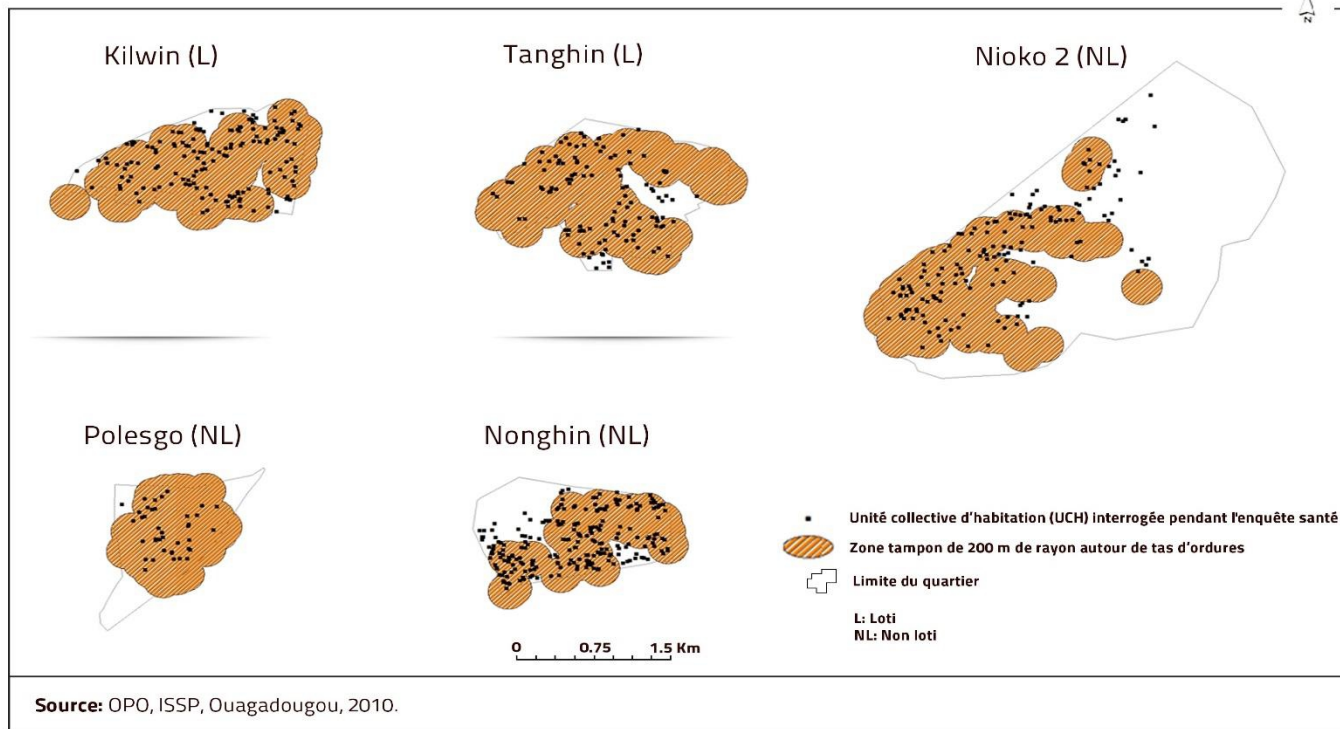 N
Kilwin (L)
Tanghin (L)
Nioko 2 (NL)
Polesgo (NL)
Nonghin (NL)
Unité collective d'habitation (UCH) interrogée pendant l'enquête santé
Zone tampon de 200 m de rayon autour de tas d'ordures
Limite du quartier
L: Loti
NL: Non loti
0 0.75 1.5 Km
Source: OPO, ISSP, Ouagadougou, 2010.